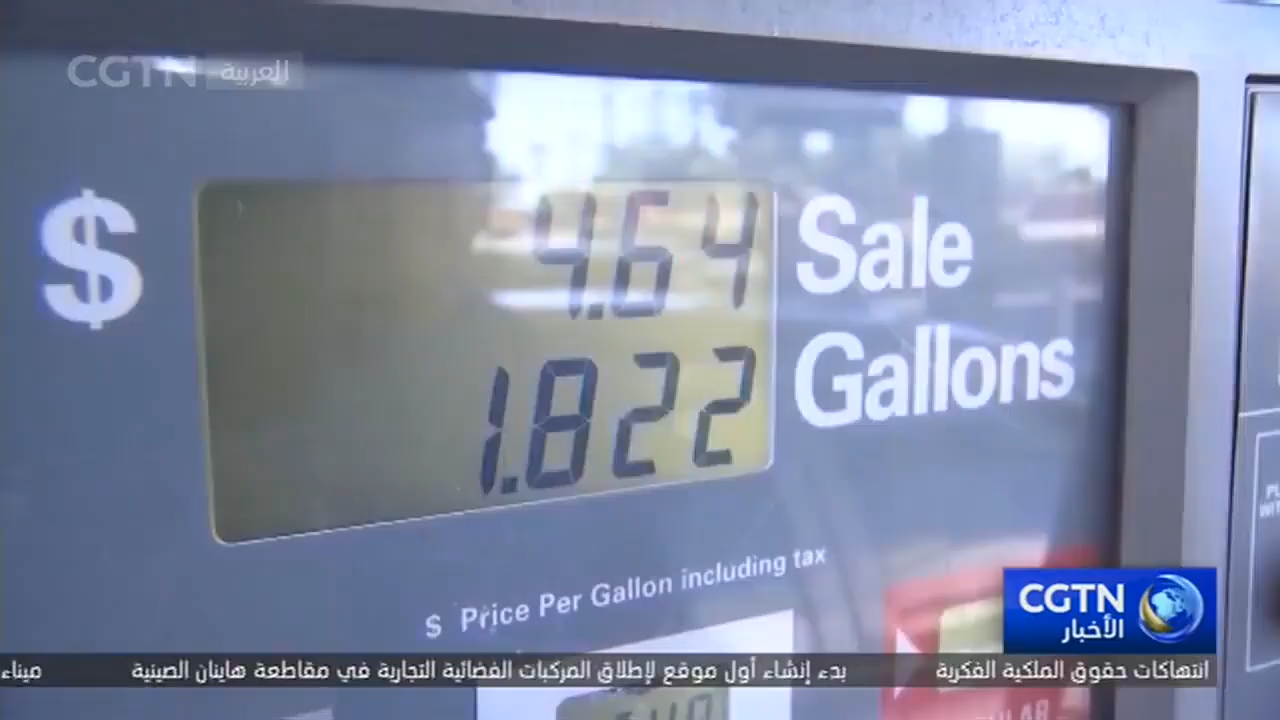 CGTN العربية
$
4.64 Sale
1.822 Gallons
$ Price Per Gallon including tax
CGTN
الأخبار
انتهاكات حقوق الملكية الفكرية
بدء إنشاء أول موقع لإطلاق المركبات الفضائية التجارية في مقاطعة هاينان الصينية
ميناء